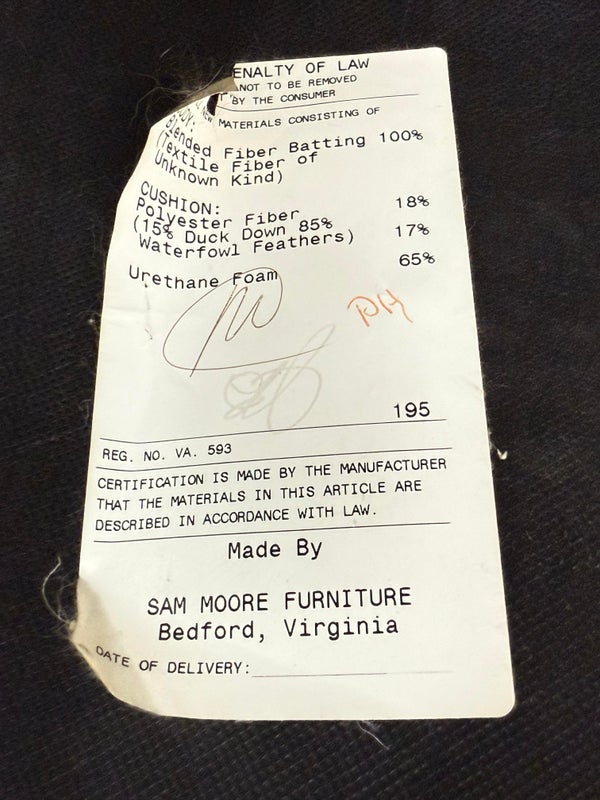 ENALTY OF LAW
NOT TO BE REMOVED
BY THE CONSUMER
NEW MATERIALS CONSISTING OF
Blended Fiber Batting 100%
(Textile Fiber of
Unknown Kind)
CUSHION:
Polyester Fiber 18%
(15% Duck Down 85%
Waterfowl Feathers) 17%
Urethane Foam 65%
195
REG. NO. VA. 593
CERTIFICATION IS MADE BY THE MANUFACTURER
THAT THE MATERIALS IN THIS ARTICLE ARE
DESCRIBED IN ACCORDANCE WITH LAW.
Made By
SAM MOORE FURNITURE
Bedford, Virginia
DATE OF DELIVERY: